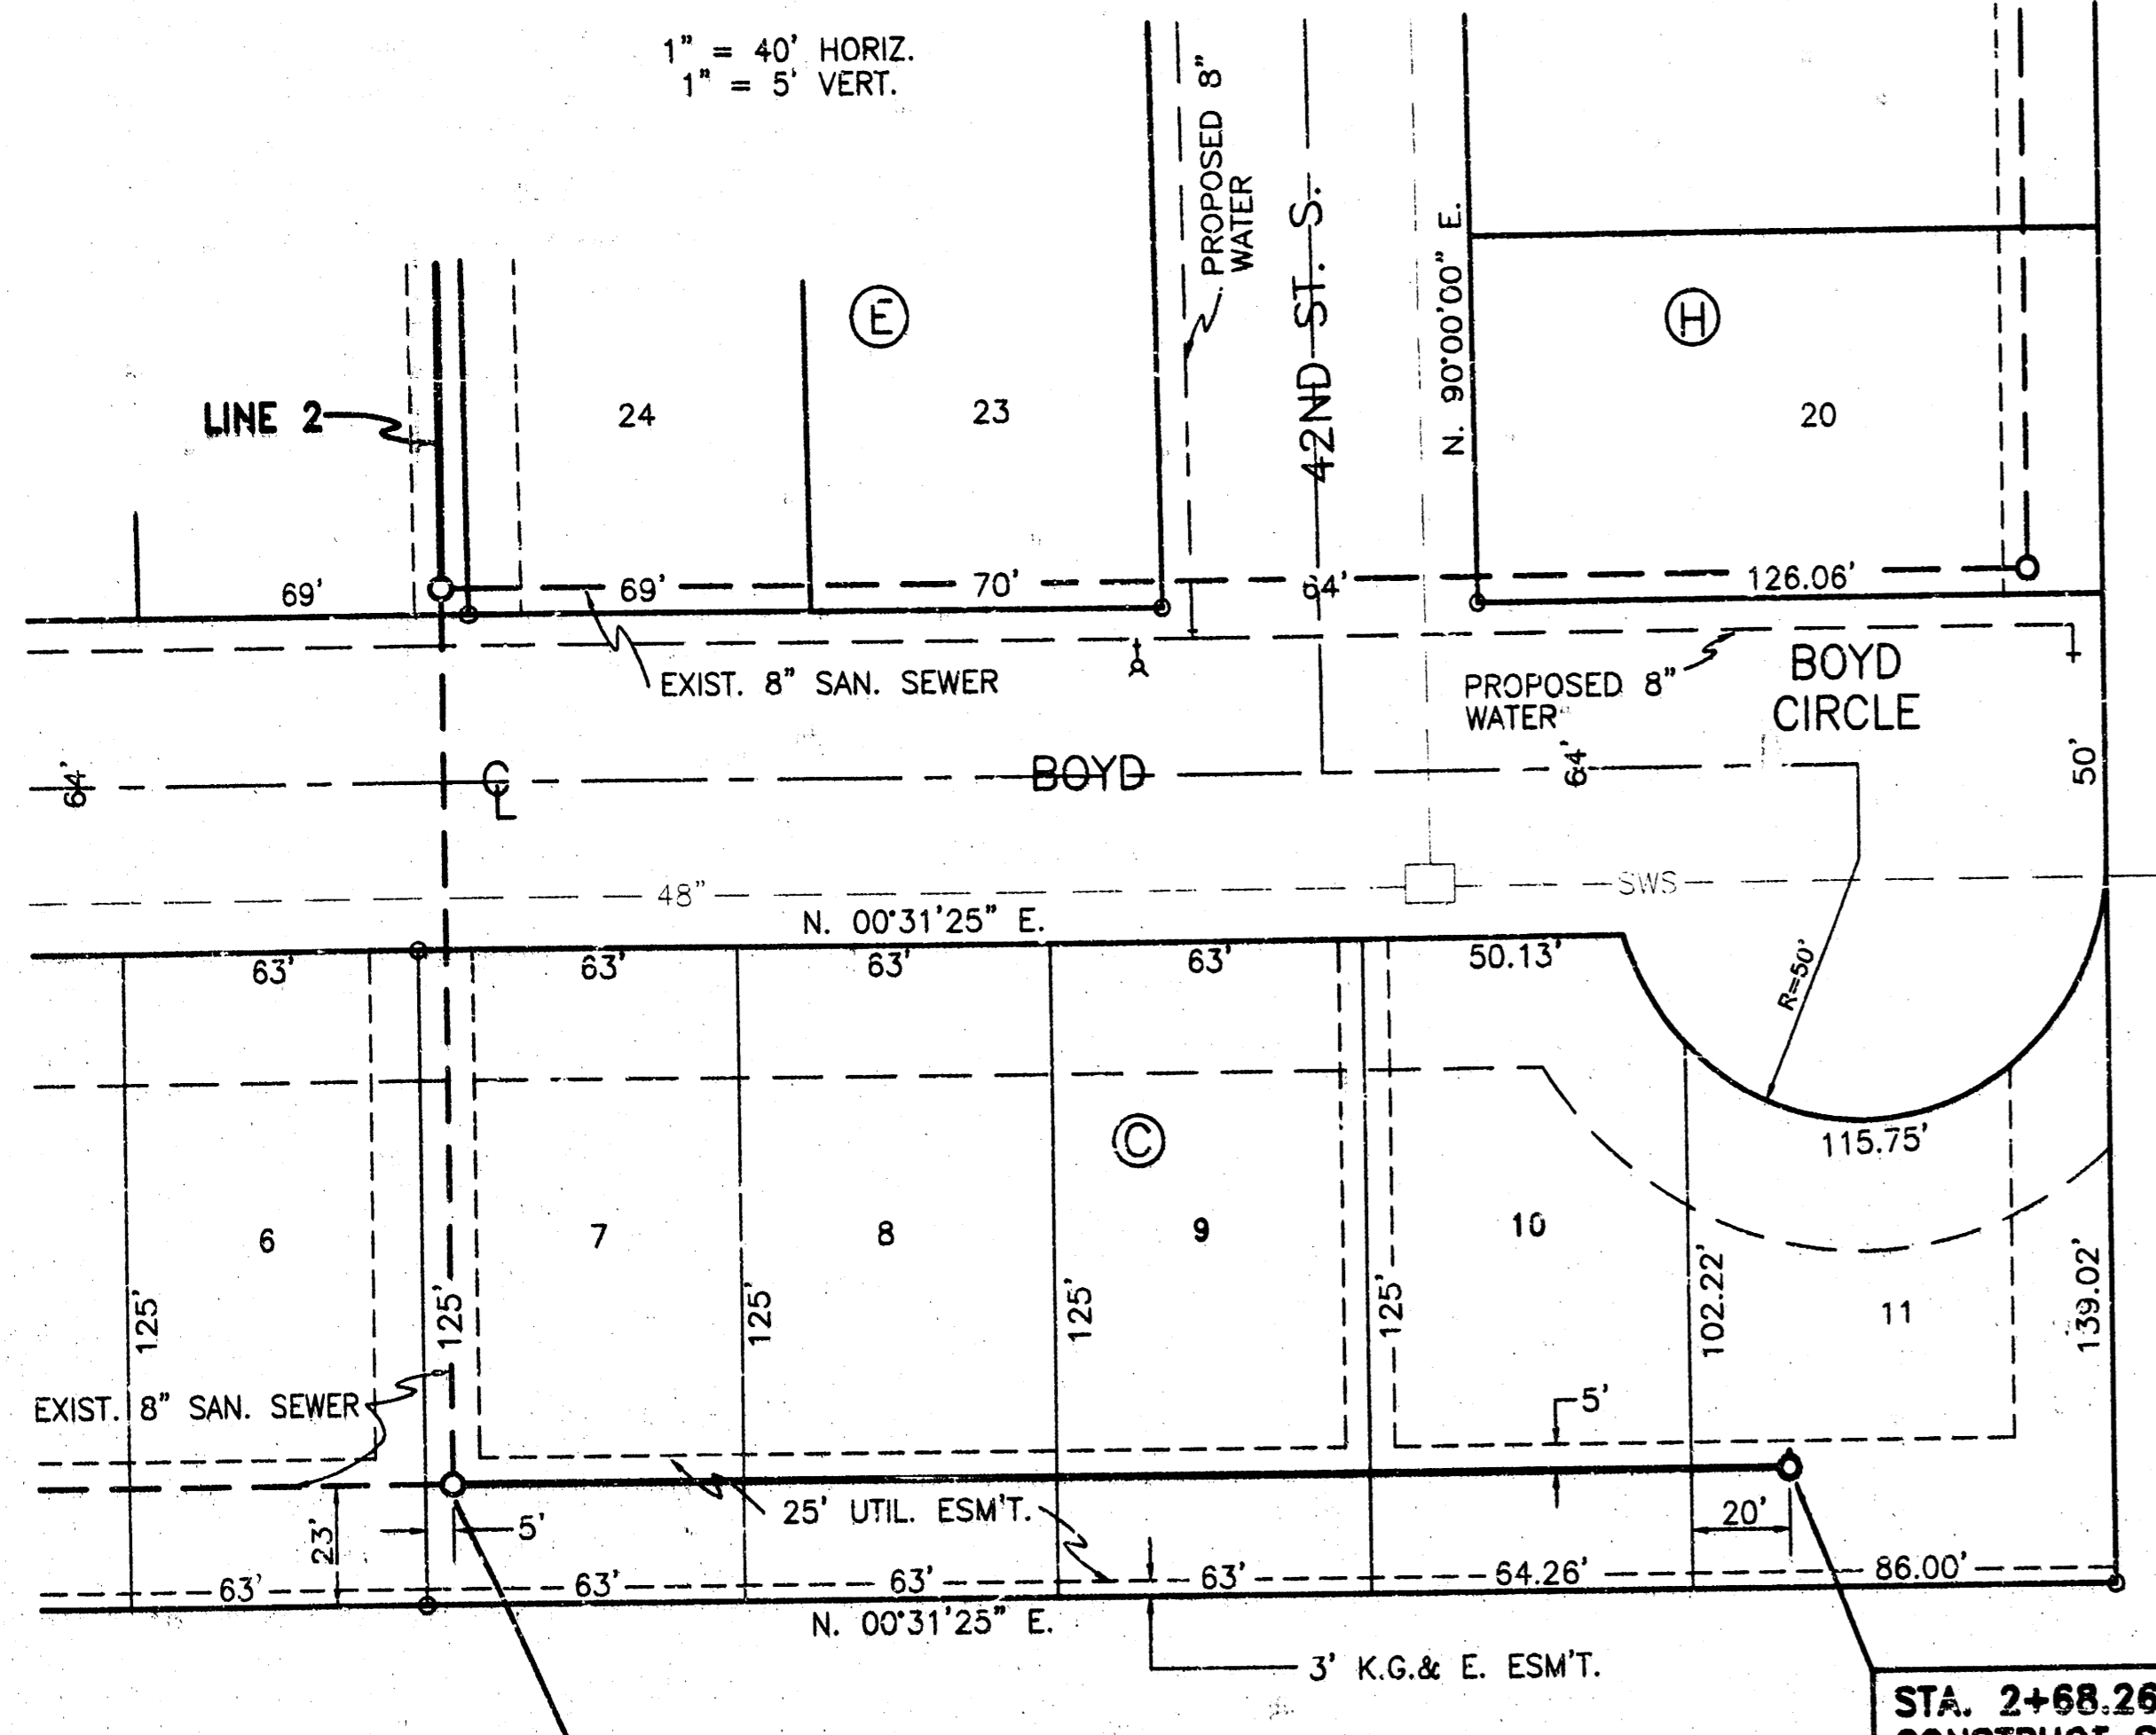 1" = 40' HORIZ.
1" = 5' VERT.
PROPOSED 8"
WATER
42ND ST. S.
N. 90°00'00" E.
E
H
LINE 2
24
23
20
69'
69'
70'
64'
126.06'
EXIST. 8" SAN. SEWER
PROPOSED 8"
WATER
BOYD
CIRCLE
64'
CL
BOYD
64'
50'
48"
SWS
N. 00°31'25" E.
63'
63'
63'
63'
50.13'
R=50'
C
115.75'
6
7
8
9
10
11
125'
125'
125'
125'
125'
102.22'
139.02'
EXIST. 8" SAN. SEWER
5'
23'
5'
25' UTIL. ESM'T.
20'
63'
63'
63'
63'
64.26'
86.00'
N. 00°31'25" E.
3' K.G.& E. ESM'T.
STA. 2+68.26